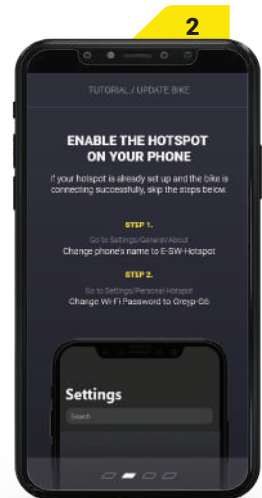 2
TUTORIAL / UPDATE BIKE
ENABLE THE HOTSPOT
ON YOUR PHONE
If your hotspot is already set up and the bike is
connecting successfully, skip the steps below.
STEP 1.
Go to Settings/General/About
Change phone's name to E-SW-Hotspot
STEP 2.
Go to Settings/Personal Hotspot
Change Wi-Fi Password to Greyp-G6
Settings
Search